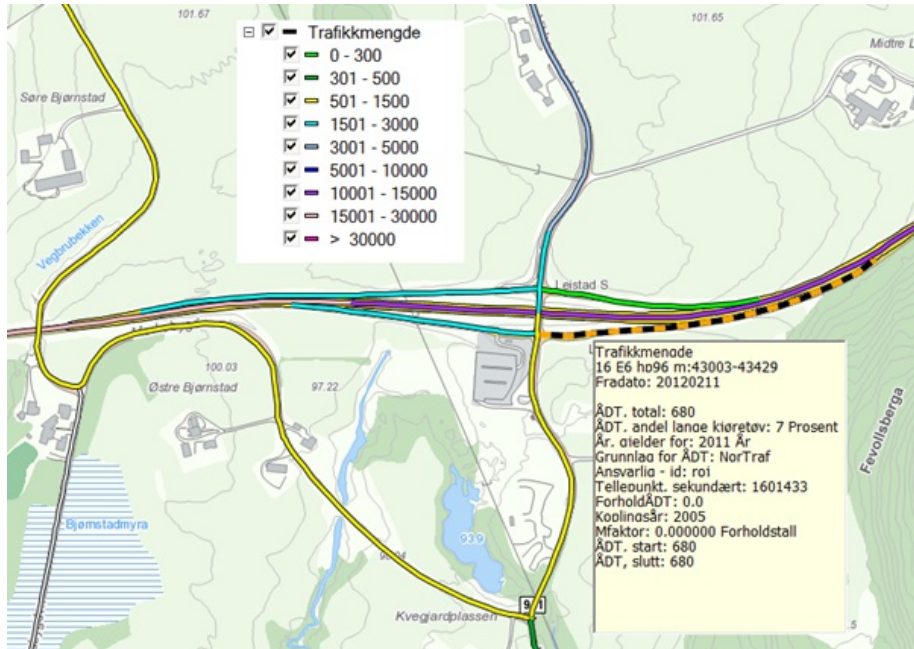 101.67
101.65
Trafikkmengde
0 - 300
301 - 500
501 - 1500
1501 - 3000
3001 - 5000
5001 - 10000
10001 - 15000
15001 - 30000
> 30000
Midtre L
Søre Bjørnstad
Vegbrubekken
Leistad S
100.03
Østre Bjørnstad
97.22
Bjørnstadmyra
93.9
Kvegjardplassen
Fevollsberga
Trafikkmengde
16 E6 hp96 m:43003-43429
Fradato: 20120211
ÅDT. total: 680
ÅDT. andel lange kjøretøy: 7 Prosent
År. gjelder for: 2011 År
Grunnlag for ÅDT: NorTraf
Ansvarlig - id: roj
Tellepunkt. sekundært: 1601433
ForholdÅDT: 0.0
Koplingsår: 2005
Mfaktor: 0.000000 Forholdstall
ÅDT. start: 680
ÅDT, slutt: 680
.5